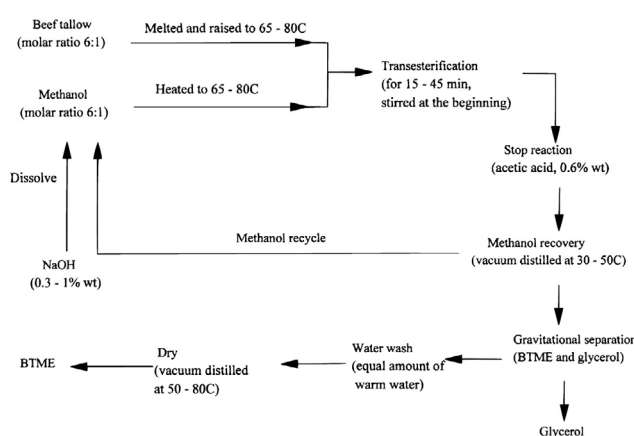 Beef tallow
(molar ratio 6:1)
Melted and raised to 65 - 80C
Methanol
(molar ratio 6:1)
Heated to 65 - 80C
Transesterification
(for 15 - 45 min,
stirred at the beginning)
Stop reaction
(acetic acid, 0.6% wt)
Dissolve
NaOH
(0.3 - 1% wt)
Methanol recycle
Methanol recovery
(vacuum distilled at 30 - 50C)
Gravitational separation
(BTME and glycerol)
Water wash
(equal amount of
warm water)
Dry
(vacuum distilled
at 50 - 80C)
BTME
Glycerol